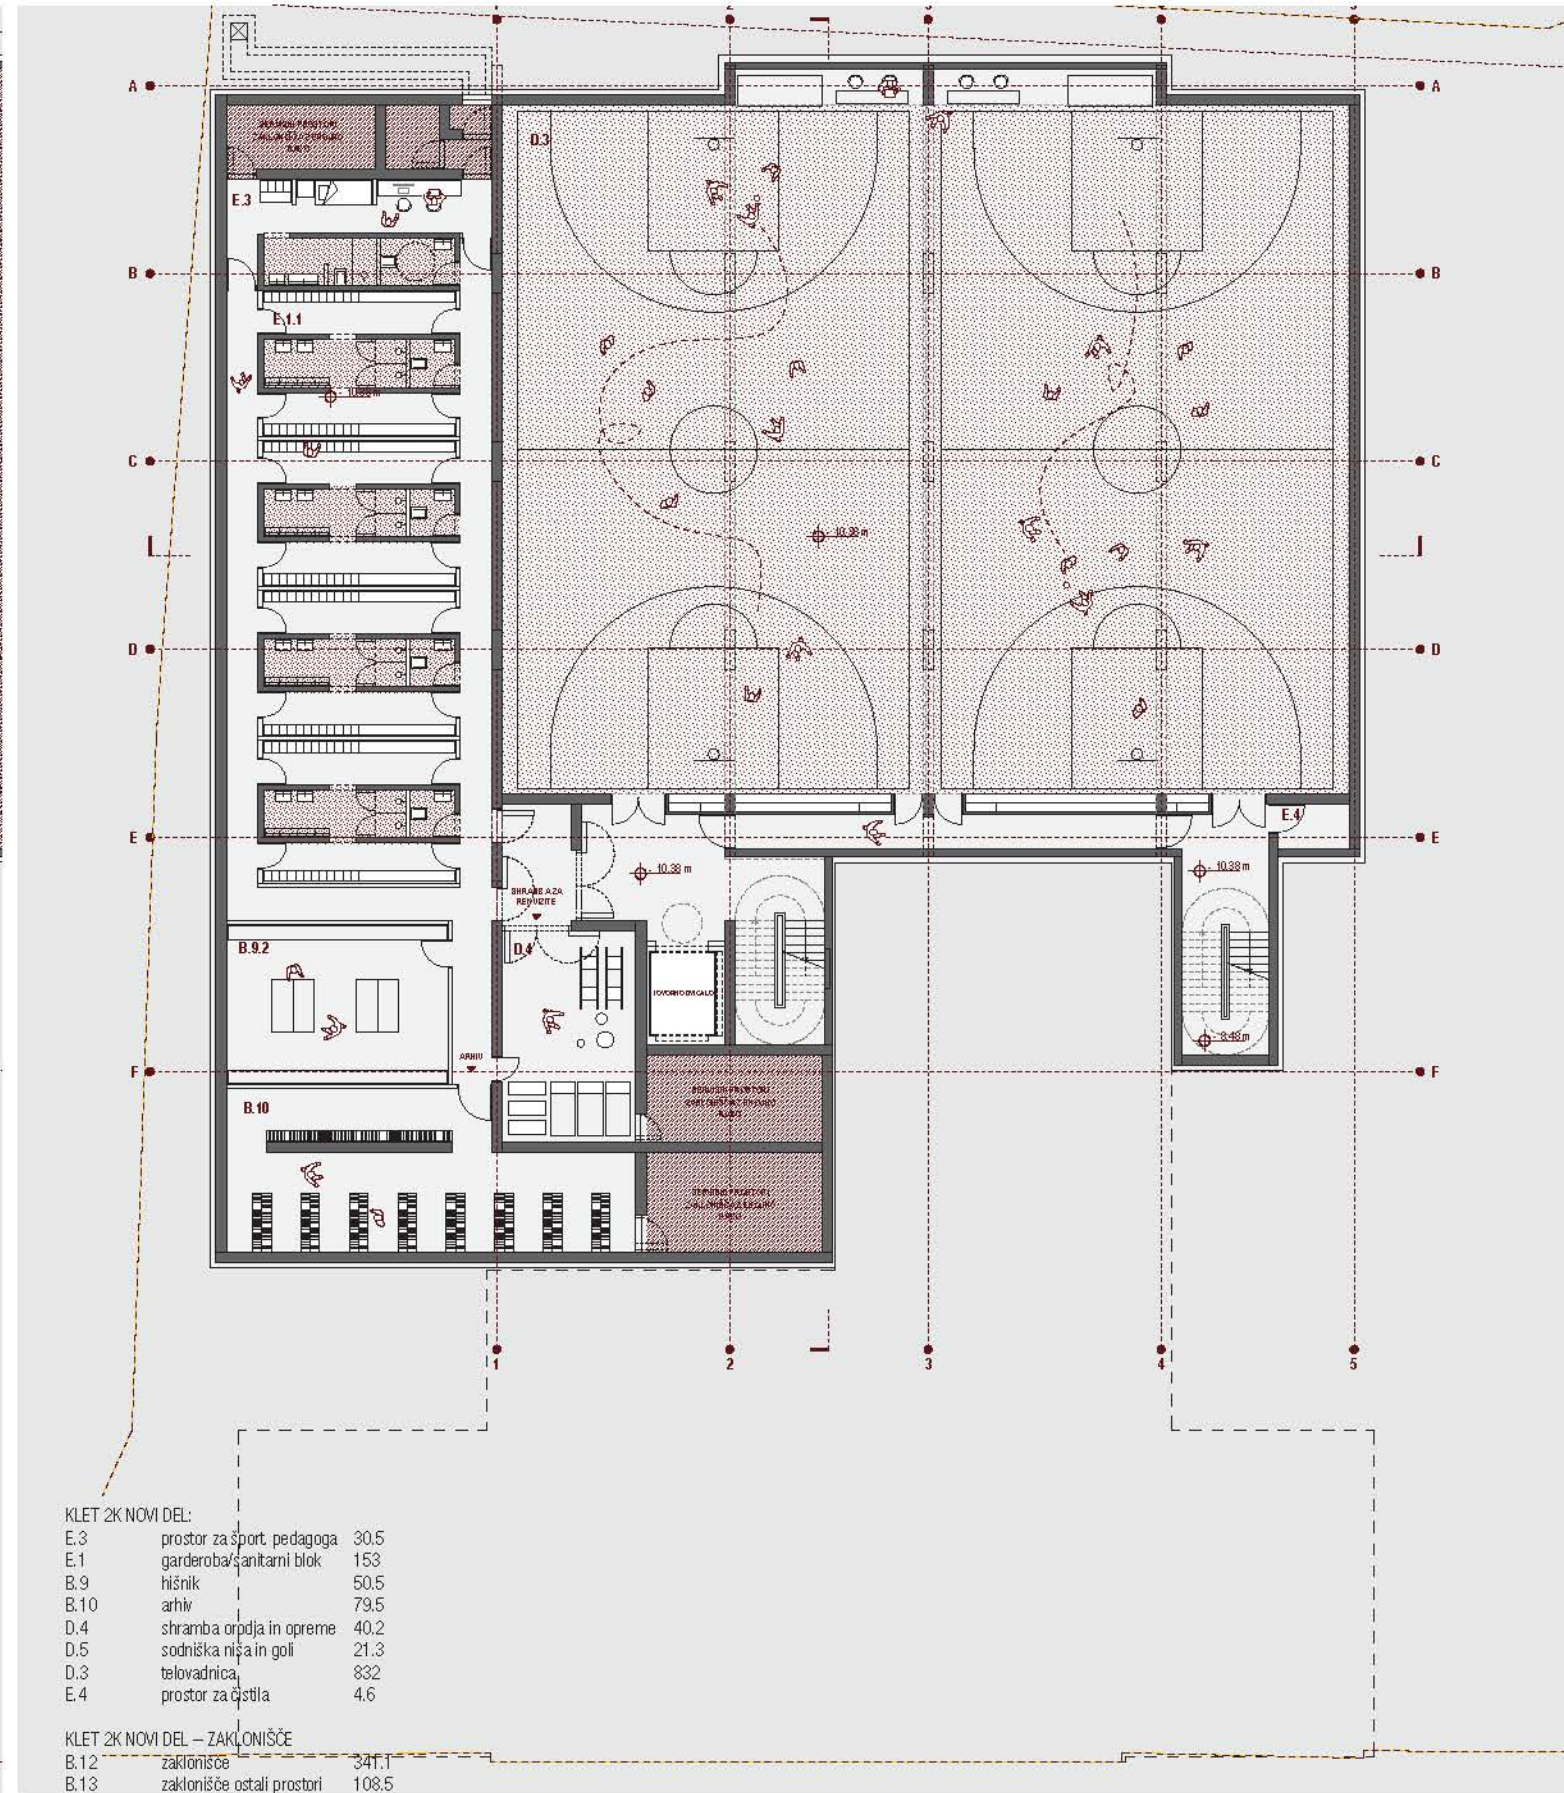 A
A
D.3
E.3
B
B
E.1.1
C
C
- 10.38 m
D
D
E.4
E
E
- 10.38 m
- 10.38 m
D.4
B.9.2
- 8.48 m
ARHIV
F
F
B.10
1
2
3
4
5
KLET 2K NOVI DEL:
E.3 prostor za šport. pedagoga 30.5
E.1 garderoba/sanitarni blok 153
B.9 hišnik 50.5
B.10 arhiv 79.5
D.4 shramba orodja in opreme 40.2
D.5 sodniška niša in goli 21.3
D.3 telovadnica 832
E.4 prostor za čistila 4.6
KLET 2K NOVI DEL – ZAKLONIŠČE
B.12 zaklonišče 341.1
B.13 zaklonišče ostali prostori 108.5